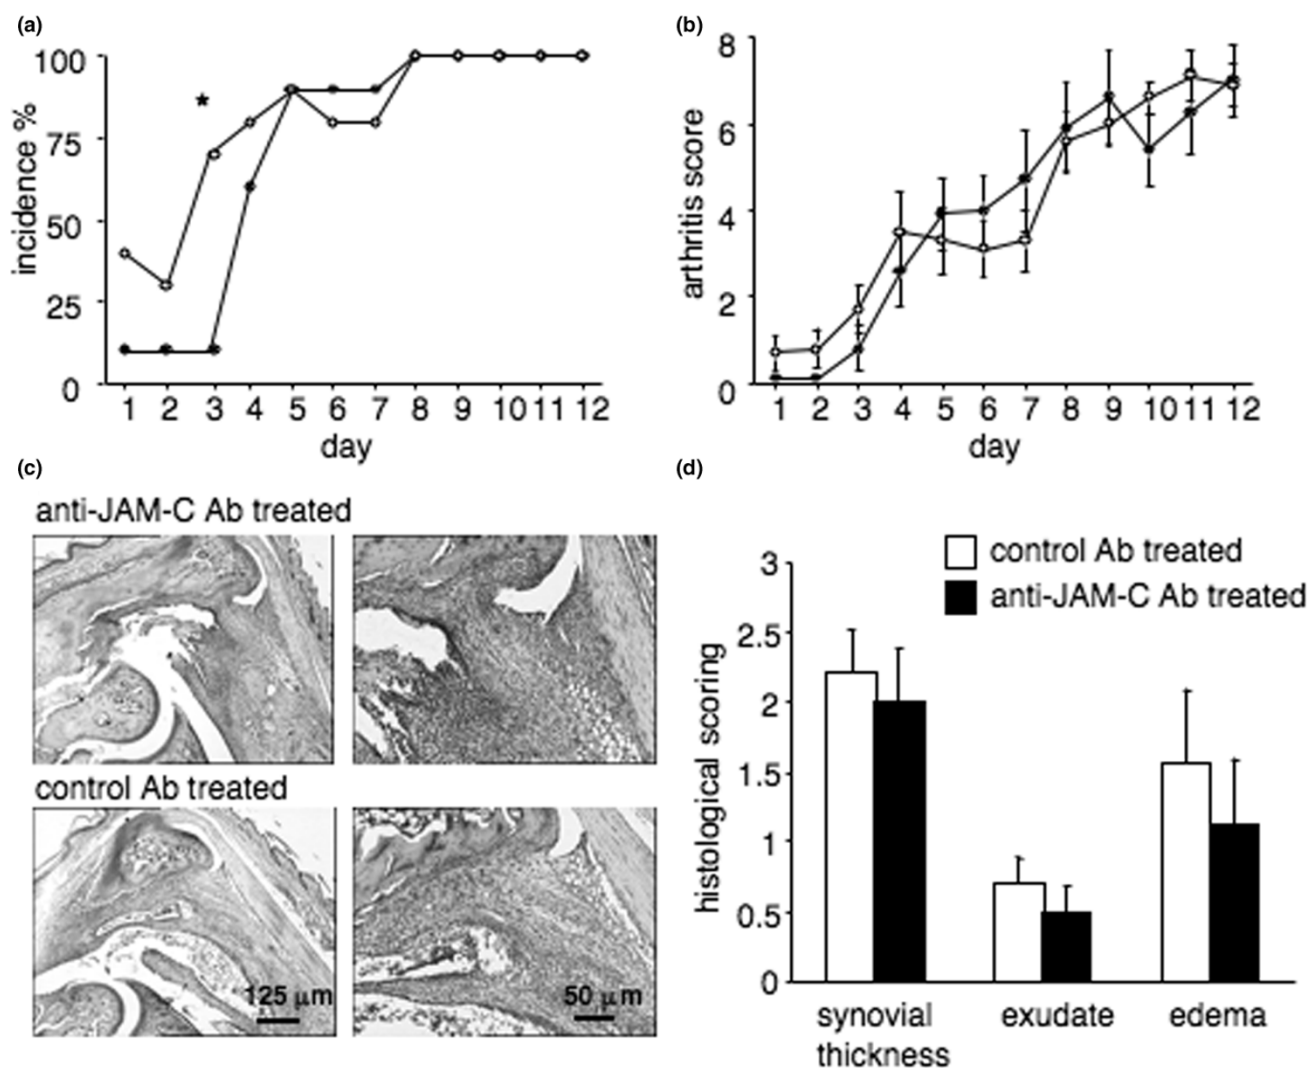 (a)
100
75
50
25
0
incidence %
★
1 2 3 4 5 6 7 8 9 10 11 12
day
(b)
8
6
4
2
0
arthritis score
1 2 3 4 5 6 7 8 9 10 11 12
day
(c)
anti-JAM-C Ab treated
control Ab treated
125 μm
50 μm
(d)
control Ab treated
anti-JAM-C Ab treated
3
2.5
2
1.5
1
0.5
0
histological scoring
synovial
thickness
exudate
edema